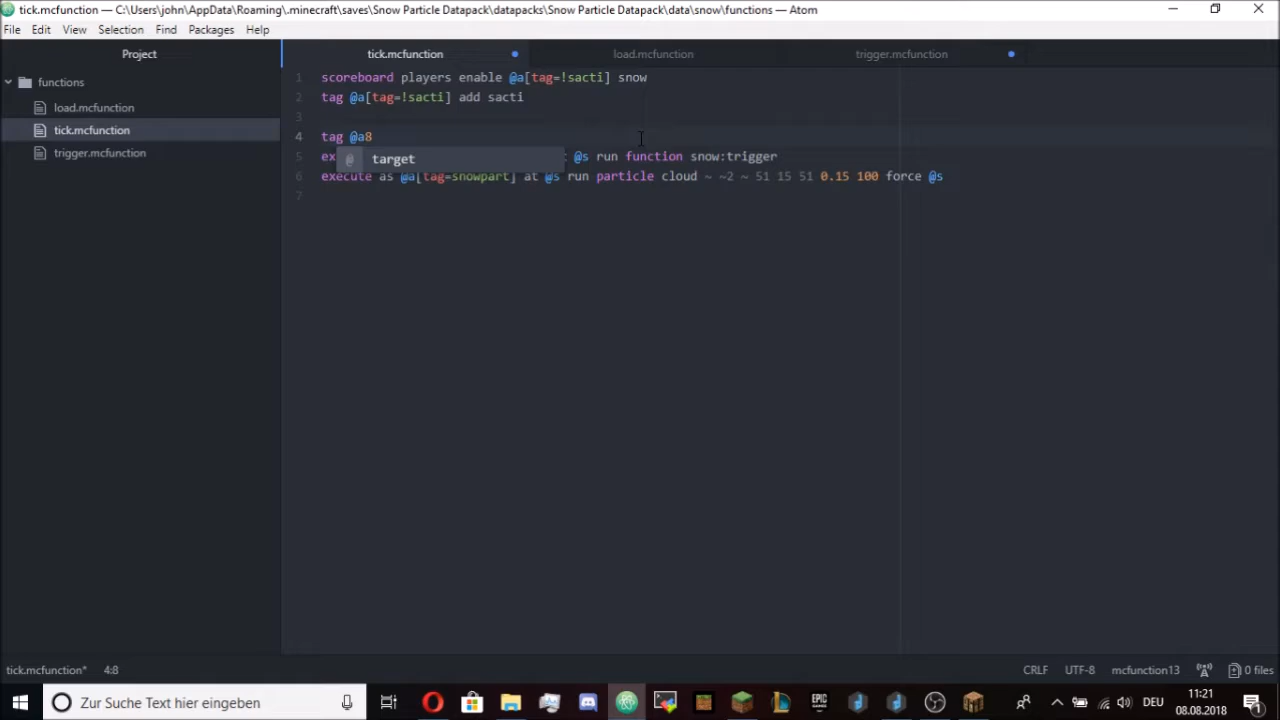 tick.mcfunction — C:\Users\john\AppData\Roaming\.minecraft\saves\Snow Particle Datapack\datapacks\Snow Particle Datapack\data\snow\functions — Atom
File Edit View Selection Find Packages Help
Project
tick.mcfunction
load.mcfunction
trigger.mcfunction
functions
load.mcfunction
tick.mcfunction
trigger.mcfunction
1 scoreboard players enable @a[tag=!sacti] snow
2 tag @a[tag=!sacti] add sacti
3
4 tag @a8
@ target
5 ex @s run function snow:trigger
6 execute as @a[tag=snowpart] at @s run particle cloud ~ ~2 ~ 51 15 51 0.15 100 force @s
7
tick.mcfunction* 4:8
CRLF UTF-8 mcfunction13 0 files
Zur Suche Text hier eingeben
EPIC GAMES
DEU
11:21
08.08.2018
1